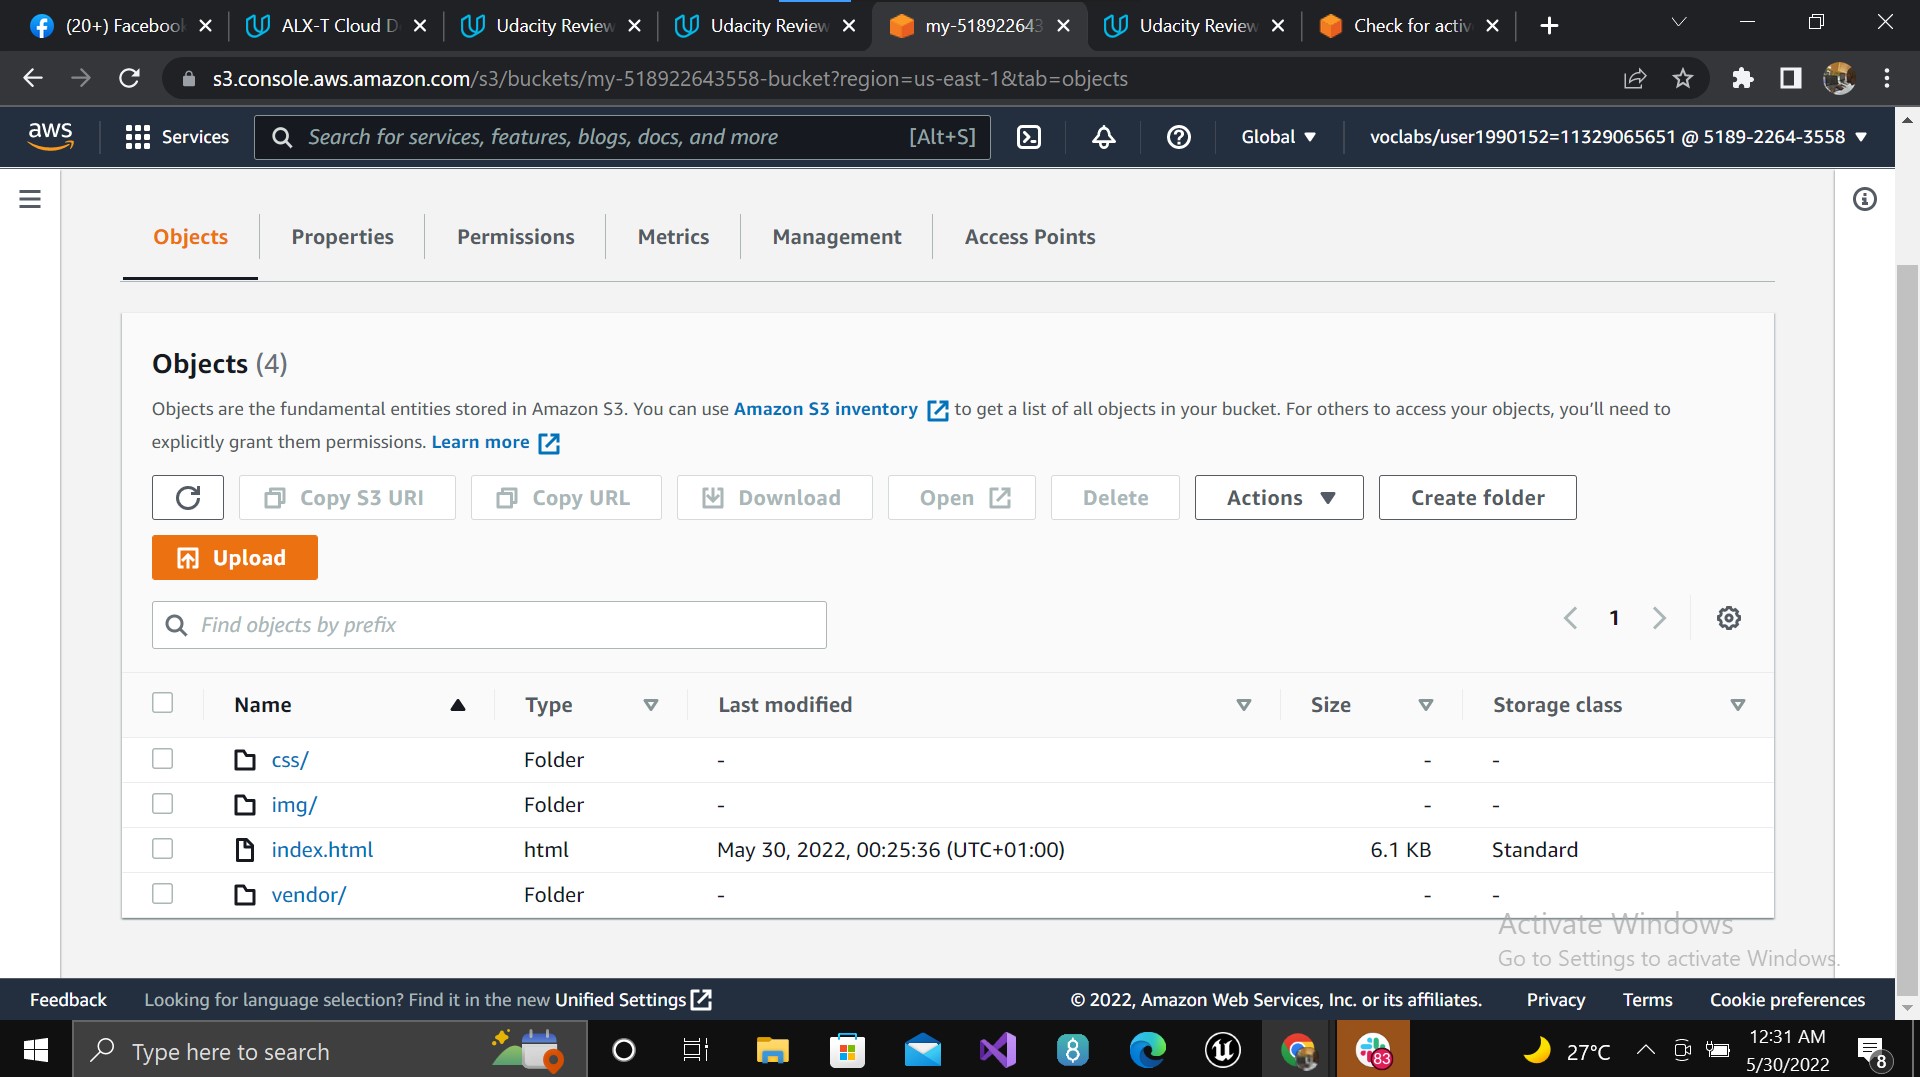 (20+) Facebook
ALX-T Cloud D
Udacity Review
Udacity Review
my-518922643
Udacity Review
Check for activ
s3.console.aws.amazon.com/s3/buckets/my-518922643558-bucket?region=us-east-1&tab=objects
aws
Services
Search for services, features, blogs, docs, and more
[Alt+S]
Global
voclabs/user1990152=11329065651 @ 5189-2264-3558
Objects
Properties
Permissions
Metrics
Management
Access Points
Objects (4)
Objects are the fundamental entities stored in Amazon S3. You can use Amazon S3 inventory to get a list of all objects in your bucket. For others to access your objects, you'll need to
explicitly grant them permissions. Learn more
Copy S3 URI
Copy URL
Download
Open
Delete
Actions
Create folder
Upload
Find objects by prefix
1
Name Type Last modified Size Storage class
css/ Folder - - -
img/ Folder - - -
index.html html May 30, 2022, 00:25:36 (UTC+01:00) 6.1 KB Standard
vendor/ Folder - - -
Activate Windows
Go to Settings to activate Windows.
Feedback
Looking for language selection? Find it in the new Unified Settings
© 2022, Amazon Web Services, Inc. or its affiliates.
Privacy
Terms
Cookie preferences
Type here to search
83
27°C
12:31 AM
5/30/2022
8